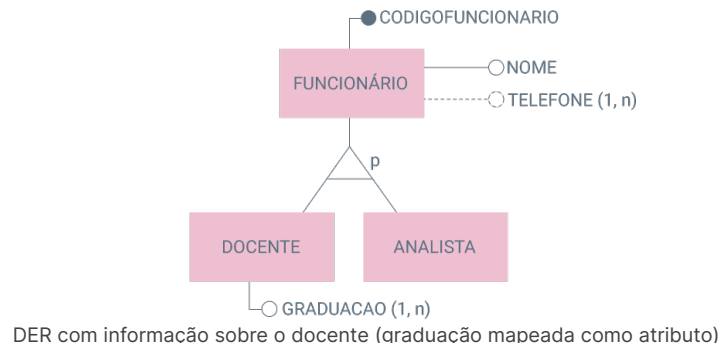 CODIGOFUNCIONARIO
FUNCIONÁRIO
NOME
TELEFONE (1, n)
p
DOCENTE
ANALISTA
GRADUACAO (1, n)
DER com informação sobre o docente (graduação mapeada como atributo)